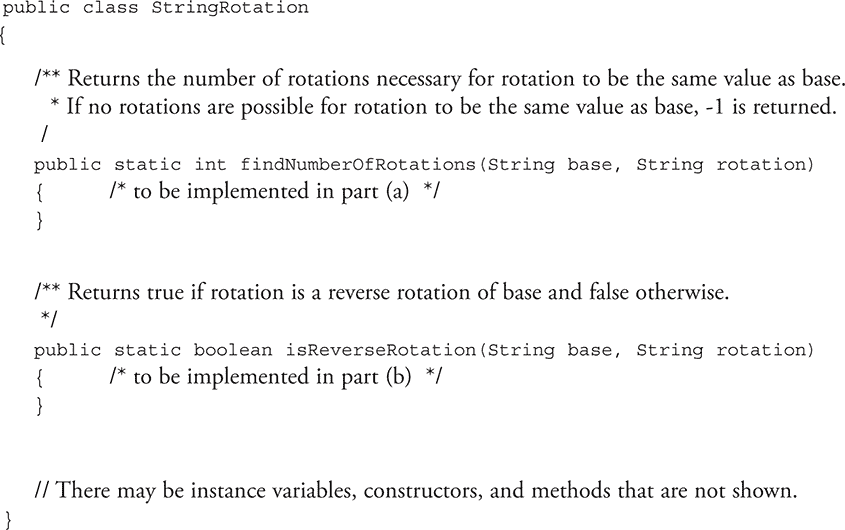 public class StringRotation
{
/** Returns the number of rotations necessary for rotation to be the same value as base.
* If no rotations are possible for rotation to be the same value as base, -1 is returned.
/
public static int findNumberOfRotations(String base, String rotation)
{ /* to be implemented in part (a) */
}
/** Returns true if rotation is a reverse rotation of base and false otherwise.
*/
public static boolean isReverseRotation(String base, String rotation)
{ /* to be implemented in part (b) */
}
// There may be instance variables, constructors, and methods that are not shown.
}